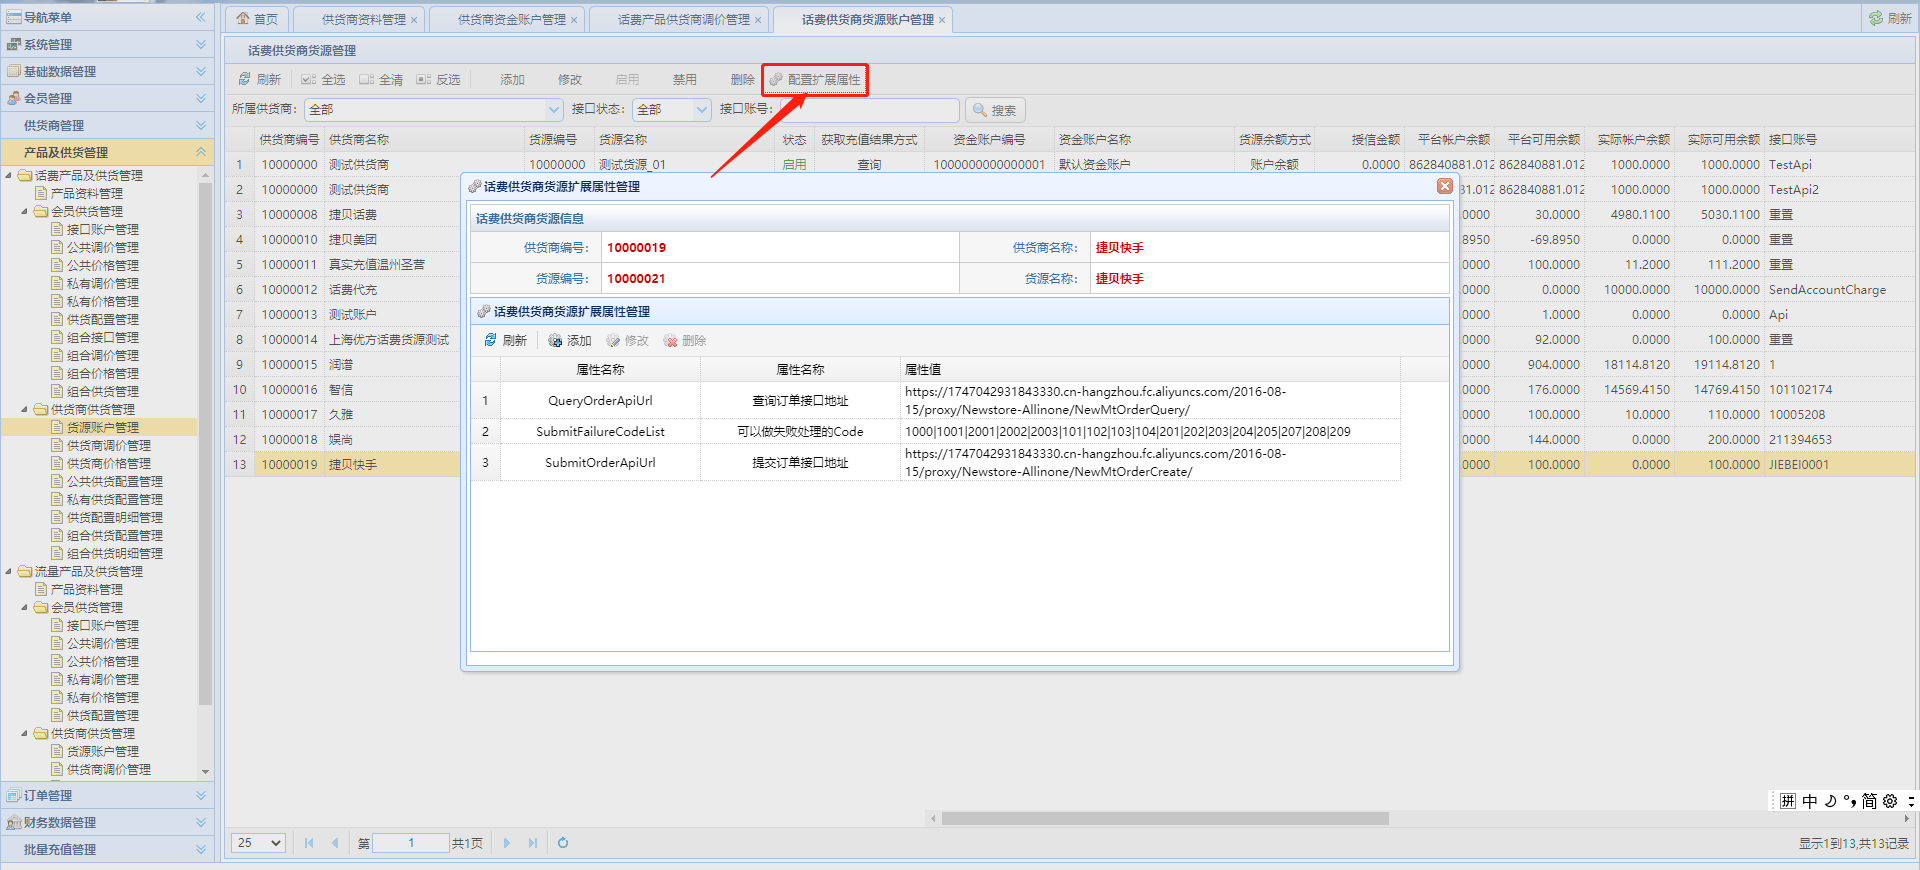 导航菜单
系统管理
基础数据管理
会员管理
供货商管理
产品及供货管理
话费产品及供货管理
产品资料管理
会员供货管理
接口账户管理
公共调价管理
公共价格管理
私有调价管理
私有价格管理
供货配置管理
组合接口管理
组合调价管理
组合价格管理
组合供货管理
供货商供货管理
货源账户管理
供货商调价管理
供货商价格管理
公共供货配置管理
私有供货配置管理
供货配置明细管理
组合供货配置管理
组合供货明细管理
流量产品及供货管理
产品资料管理
会员供货管理
接口账户管理
公共调价管理
公共价格管理
私有调价管理
私有价格管理
供货配置管理
供货商供货管理
货源账户管理
供货商调价管理
订单管理
财务数据管理
批量充值管理
首页 供货商资料管理 × 供货商资金账户管理 × 话费产品供货商调价管理 × 话费供货商货源账户管理 × 刷新
话费供货商货源管理
刷新 全选 全清 反选 添加 修改 启用 禁用 删除 配置扩展属性
所属供货商: 全部 接口状态: 全部 接口账号: 搜索
供货商编号 供货商名称 货源编号 货源名称 状态 获取充值结果方式 资金账户编号 资金账户名称 货源余额方式 授信金额 平台帐户余额 平台可用余额 实际帐户余额 实际可用余额 接口账号
1 10000000 测试供货商 10000000 测试货源_01 启用 查询 1000000000000001 默认资金账户 账户余额 0.0000 862840881.012 862840881.012 1000.0000 1000.0000 TestApi
2 10000000 测试供货商 31.012 862840881.012 1000.0000 1000.0000 TestApi2
3 10000008 捷贝话费 0000 30.0000 4980.1100 5030.1100 重置
4 10000010 捷贝美团 8950 -69.8950 0.0000 0.0000 重置
5 10000011 真实充值温州圣营 0000 100.0000 11.2000 111.2000 重置
6 10000012 话费代充 0000 0.0000 10000.0000 10000.0000 SendAccountCharge
7 10000013 测试账户 0000 1.0000 0.0000 0.0000 Api
8 10000014 上海优方话费货源测试 0000 92.0000 0.0000 100.0000 重置
9 10000015 润谱 0000 904.0000 18114.8120 19114.8120 1
10 10000016 智信 0000 176.0000 14569.4150 14769.4150 101102174
11 10000017 久雅 0000 100.0000 10.0000 110.0000 10005208
12 10000018 娱尚 0000 144.0000 0.0000 200.0000 211394653
13 10000019 捷贝快手 0000 100.0000 0.0000 100.0000 JIEBEI0001
话费供货商货源扩展属性管理
话费供货商货源信息
供货商编号: 10000019 供货商名称: 捷贝快手
货源编号: 10000021 货源名称: 捷贝快手
话费供货商货源扩展属性管理
刷新 添加 修改 删除
属性名称 属性名称 属性值
1 QueryOrderApiUrl 查询订单接口地址 https://1747042931843330.cn-hangzhou.fc.aliyuncs.com/2016-08-
15/proxy/Newstore-Allinone/NewMtOrderQuery/
2 SubmitFailureCodeList 可以做失败处理的Code 1000|1001|2001|2002|2003|101|102|103|104|201|202|203|204|205|207|208|209
3 SubmitOrderApiUrl 提交订单接口地址 https://1747042931843330.cn-hangzhou.fc.aliyuncs.com/2016-08-
15/proxy/Newstore-Allinone/NewMtOrderCreate/
拼 中 简
25 第 1 共1页 显示1到13,共13记录